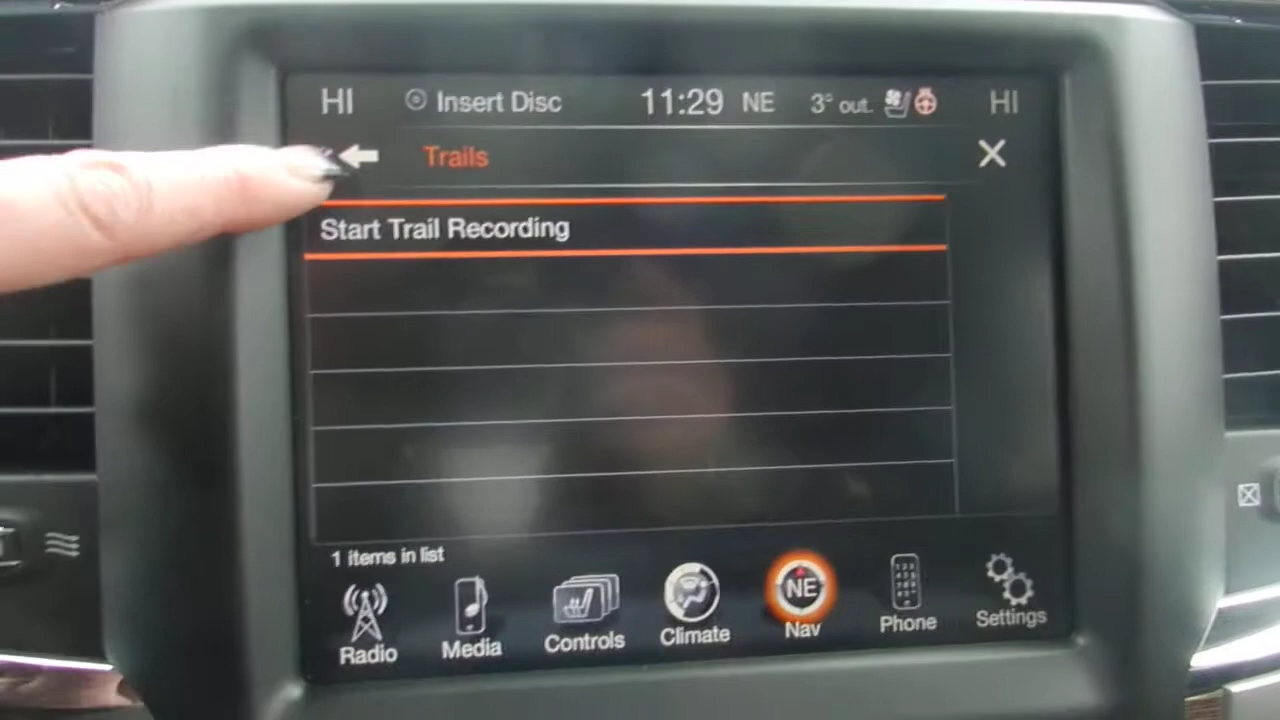 HI Insert Disc 11:29 NE 3° out. HI
Trails
Start Trail Recording
1 items in list
NE
Radio Media Controls Climate Nav Phone Settings